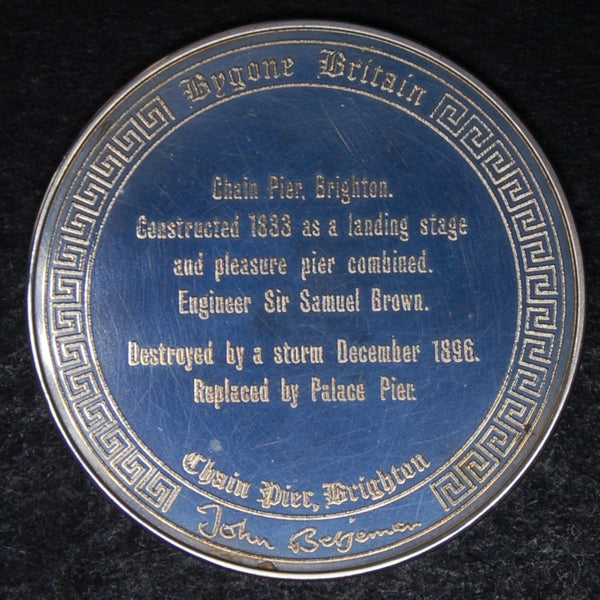 Bygone Britain
Chain Pier, Brighton.
Constructed 1833 as a landing stage
and pleasure pier combined.
Engineer Sir Samuel Brown.
Destroyed by a storm December 1896.
Replaced by Palace Pier.
Chain Pier, Brighton
John Betjeman